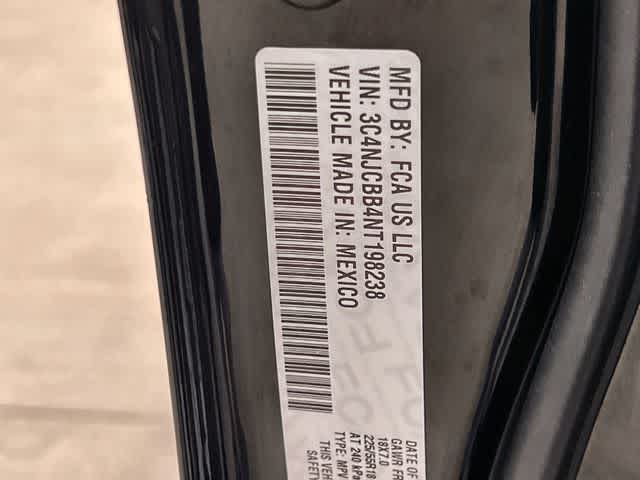 MFD BY: FCA US LLC
VIN: 3C4NJCBB4NT198238
VEHICLE MADE IN: MEXICO
DATE OF
GAWR FR
18X7.0
225/55R18
AT 240 kPa
TYPE: MPV
THIS VEH
SAFETY